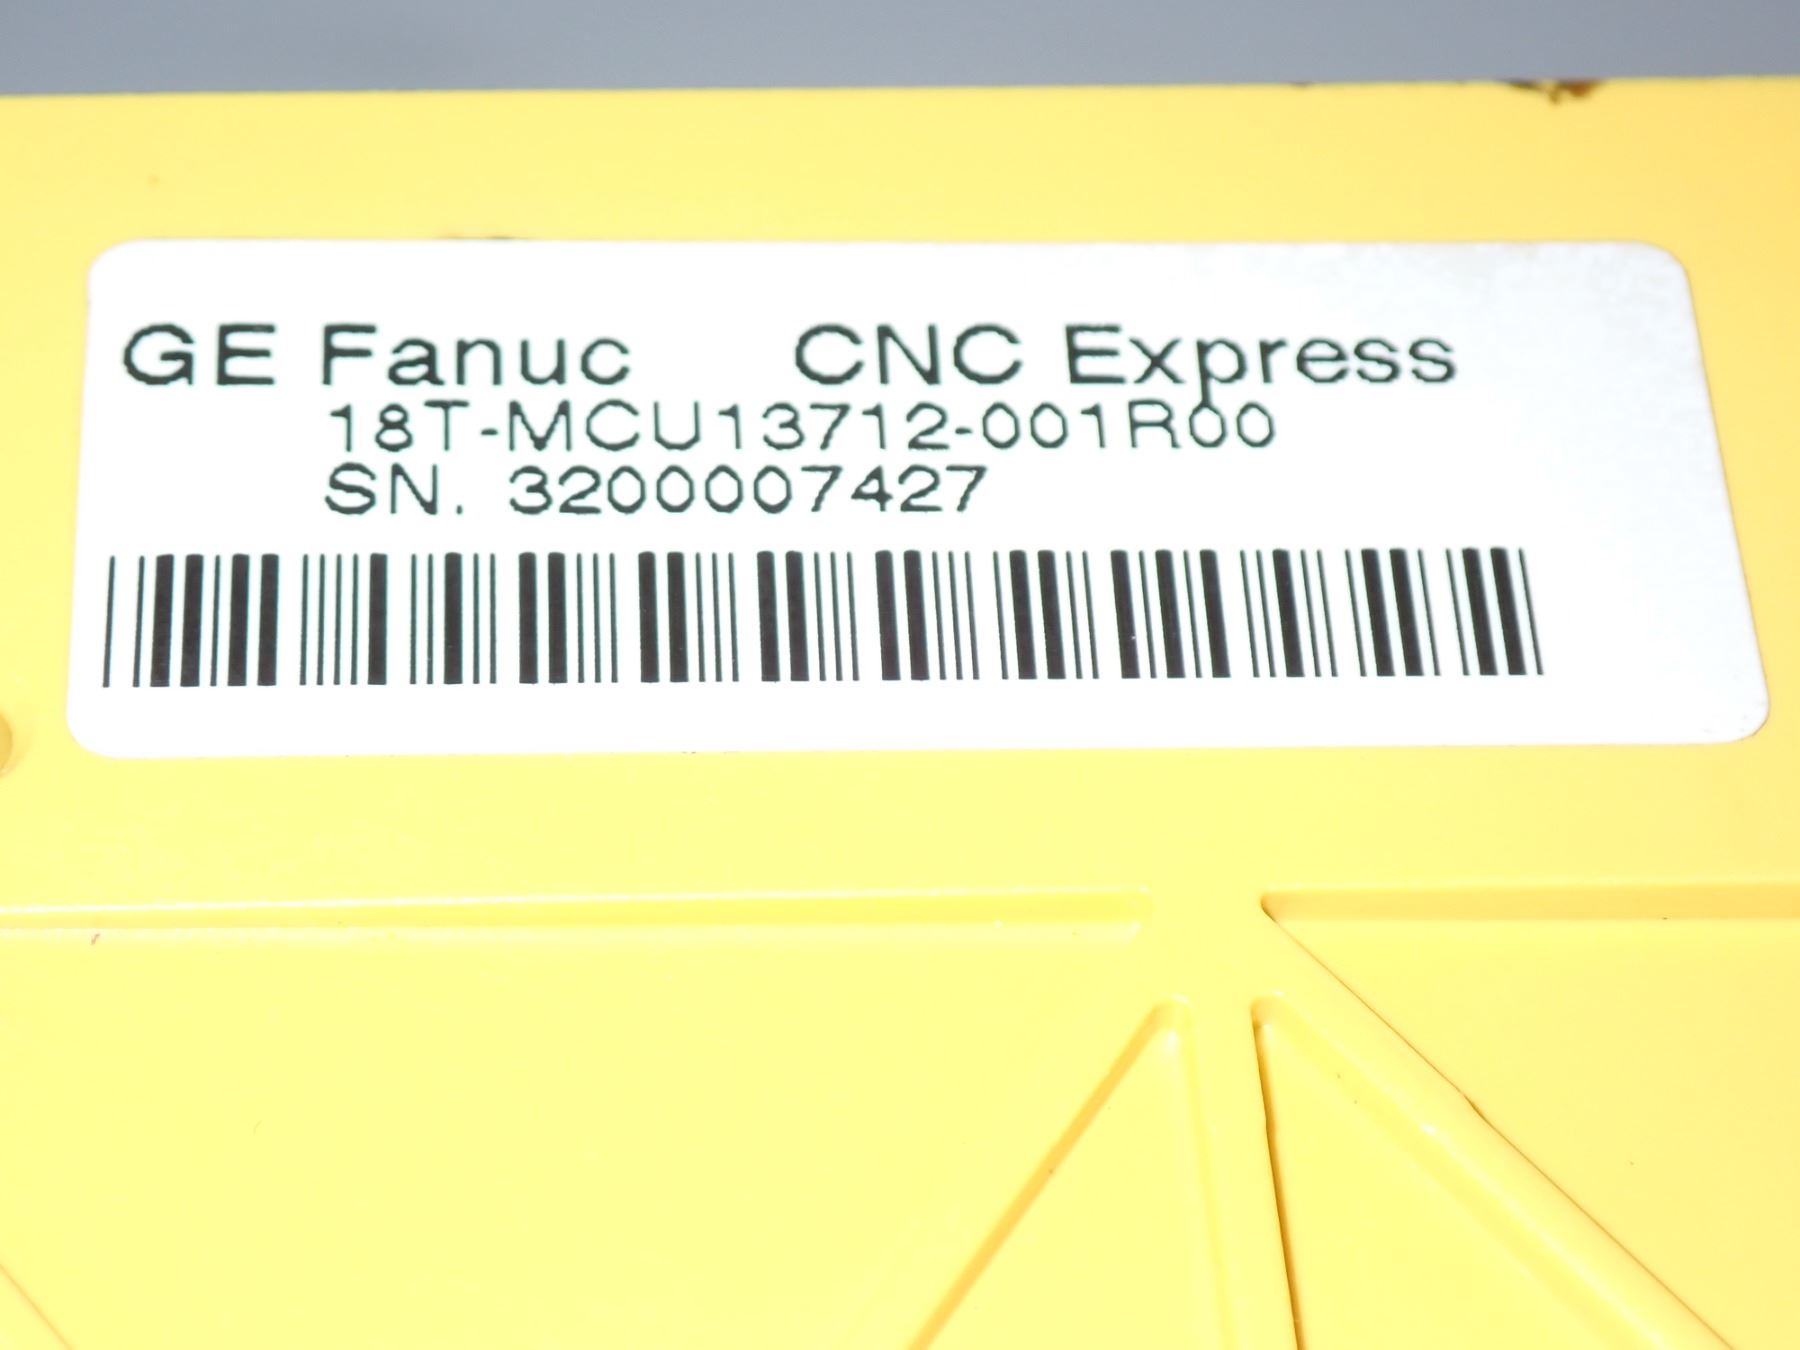 GE Fanuc CNC Express
18T-MCU13712-001R00
SN. 3200007427